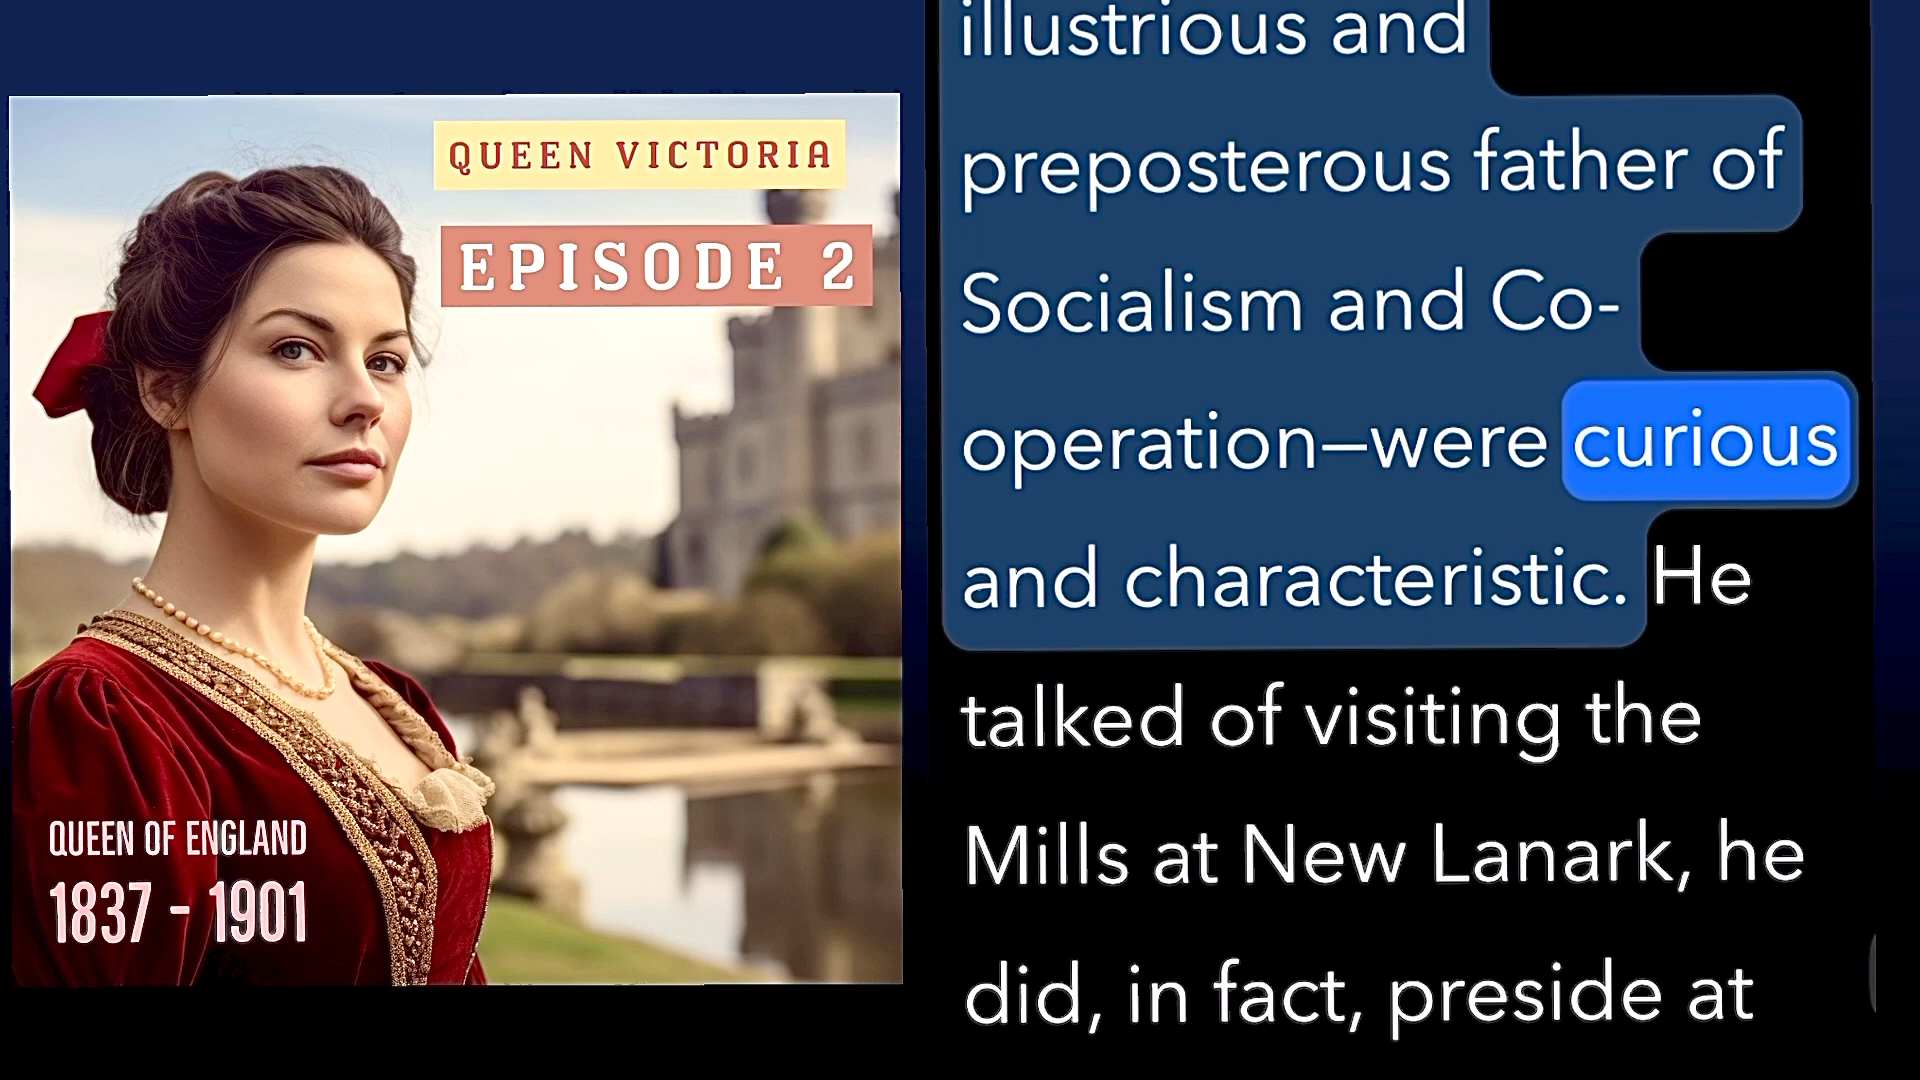 QUEEN VICTORIA
EPISODE 2
QUEEN OF ENGLAND
1837 - 1901
illustrious and
preposterous father of
Socialism and Co-
operation—were curious
and characteristic. He
talked of visiting the
Mills at New Lanark, he
did, in fact, preside at